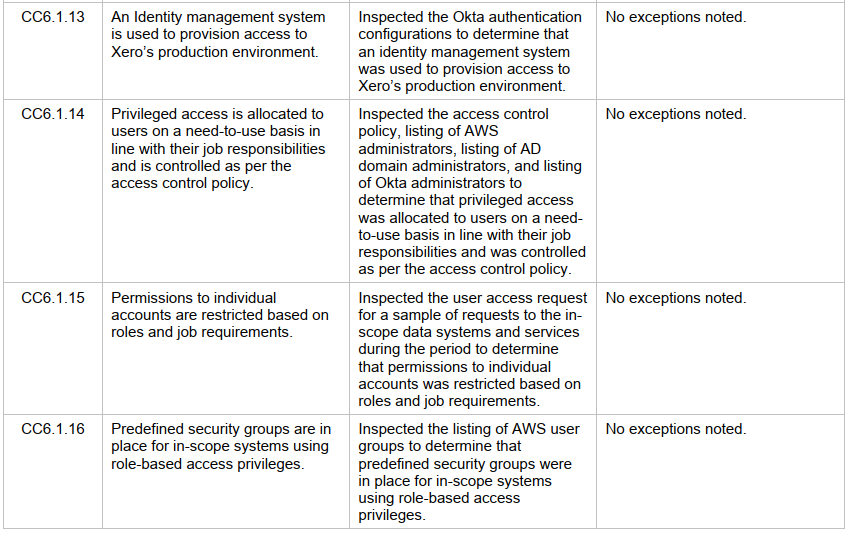 CC6.1.13
An Identity management system
is used to provision access to
Xero's production environment.
Inspected the Okta authentication
configurations to determine that
an identity management system
was used to provision access to
Xero's production environment.
No exceptions noted.
CC6.1.14
Privileged access is allocated to
users on a need-to-use basis in
line with their job responsibilities
and is controlled as per the
access control policy.
Inspected the access control
policy, listing of AWS
administrators, listing of AD
domain administrators, and listing
of Okta administrators to
determine that privileged access
was allocated to users on a need-
to-use basis in line with their job
responsibilities and was controlled
as per the access control policy.
No exceptions noted.
CC6.1.15
Permissions to individual
accounts are restricted based on
roles and job requirements.
Inspected the user access request
for a sample of requests to the in-
scope data systems and services
during the period to determine
that permissions to individual
accounts was restricted based on
roles and job requirements.
No exceptions noted.
CC6.1.16
Predefined security groups are in
place for in-scope systems using
role-based access privileges.
Inspected the listing of AWS user
groups to determine that
predefined security groups were
in place for in-scope systems
using role-based access
privileges.
No exceptions noted.